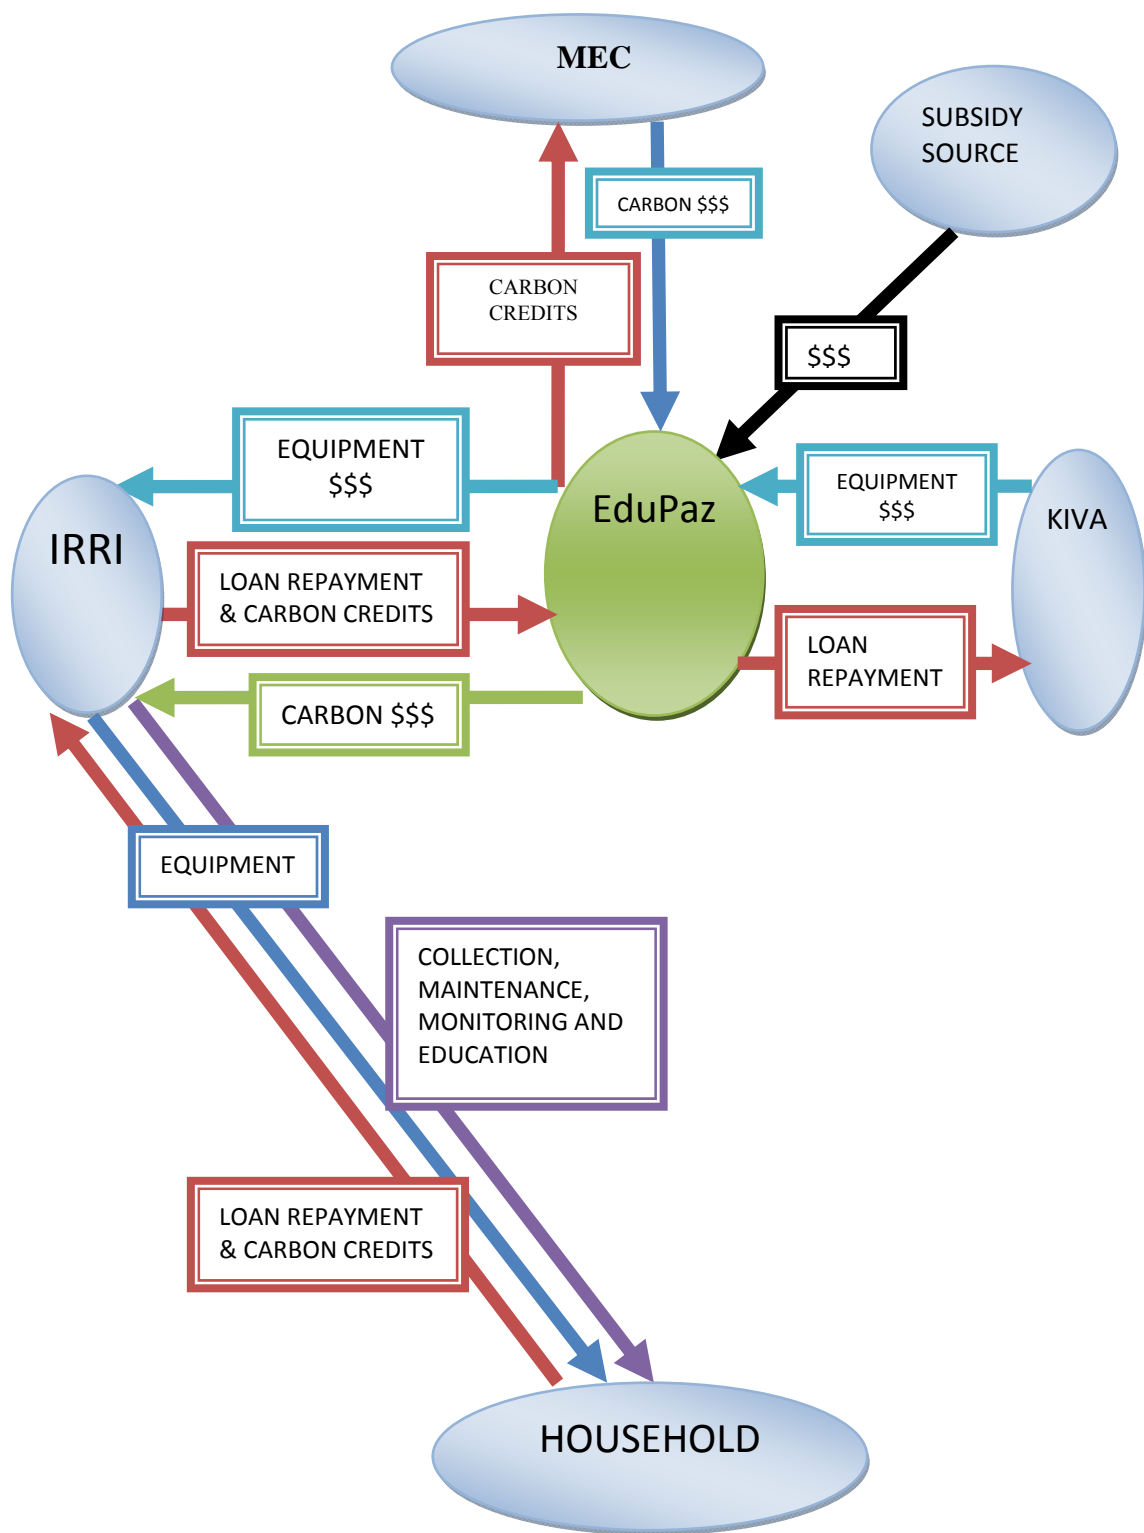 MEC
SUBSIDY
SOURCE
CARBON $$$
CARBON
CREDITS
$$$
EQUIPMENT
$$$
EduPaz
EQUIPMENT
$$$
KIVA
IRRI
LOAN REPAYMENT
& CARBON CREDITS
LOAN
REPAYMENT
CARBON $$$
EQUIPMENT
COLLECTION,
MAINTENANCE,
MONITORING AND
EDUCATION
LOAN REPAYMENT
& CARBON CREDITS
HOUSEHOLD